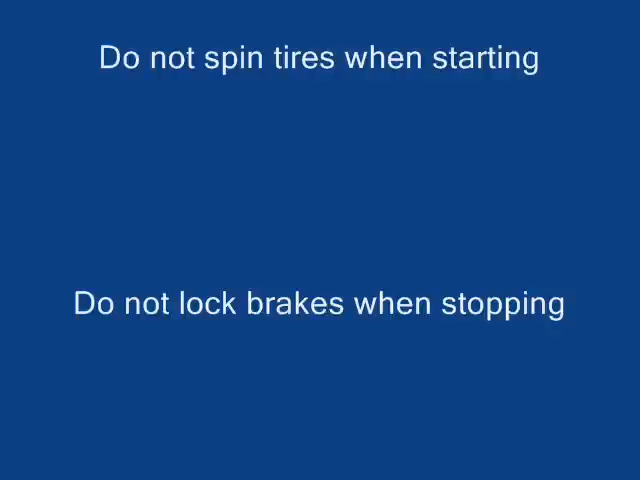 Do not spin tires when starting
Do not lock brakes when stopping